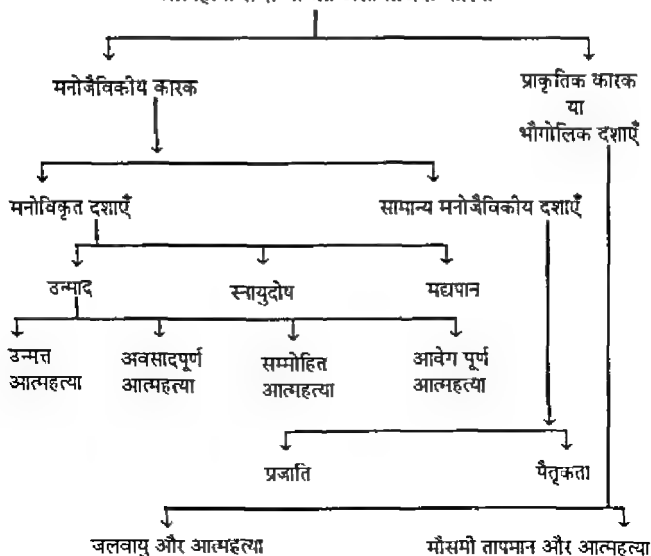 मनोजैविकीय कारक
प्राकृतिक कारक
या
भौगोलिक दशाएँ
मनोविकृत दशाएँ
सामान्य मनोजैविकीय दशाएँ
उन्माद
स्नायुदोष
मद्यपान
उन्मत्त
आत्महत्या
अवसादपूर्ण
आत्महत्या
सम्मोहित
आत्महत्या
आवेग पूर्ण
आत्महत्या
प्रजाति
पैतृकता
जलवायु और आत्महत्या
मौसमी तापमान और आत्महत्या